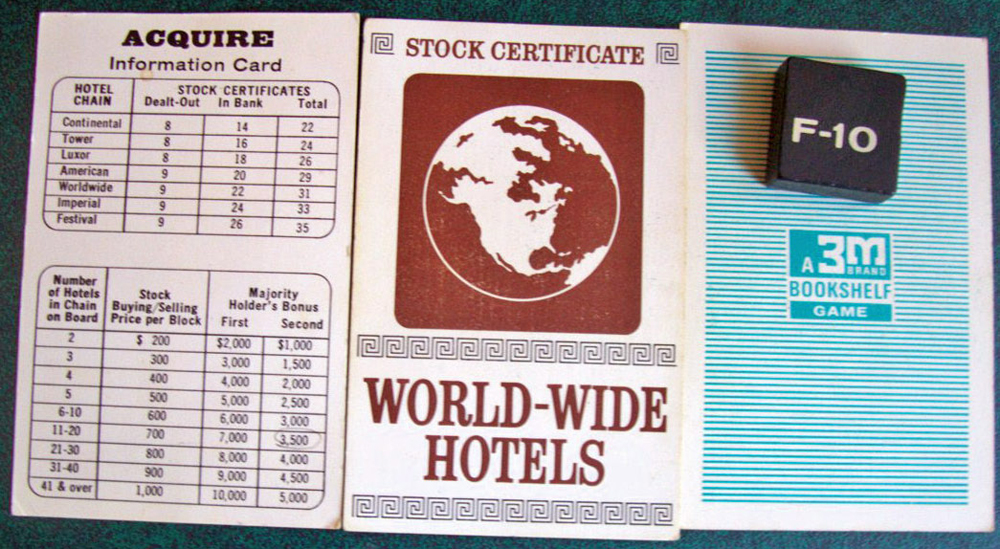 ACQUIRE
Information Card
HOTEL CHAIN STOCK CERTIFICATES
Dealt-Out In Bank Total
Continental 8 14 22
Tower 8 16 24
Luxor 8 18 26
American 9 20 29
Worldwide 9 22 31
Imperial 9 24 33
Festival 9 26 35
Number of Hotels in Chain on Board
Stock Buying/Selling Price per Block
Majority Holder's Bonus
First Second
2 $ 200 $2,000 $1,000
3 300 3,000 1,500
4 400 4,000 2,000
5 500 5,000 2,500
6-10 600 6,000 3,000
11-20 700 7,000 3,500
21-30 800 8,000 4,000
31-40 900 9,000 4,500
41 & over 1,000 10,000 5,000
STOCK CERTIFICATE
WORLD-WIDE
HOTELS
F-10
A 3M BRAND
BOOKSHELF
GAME